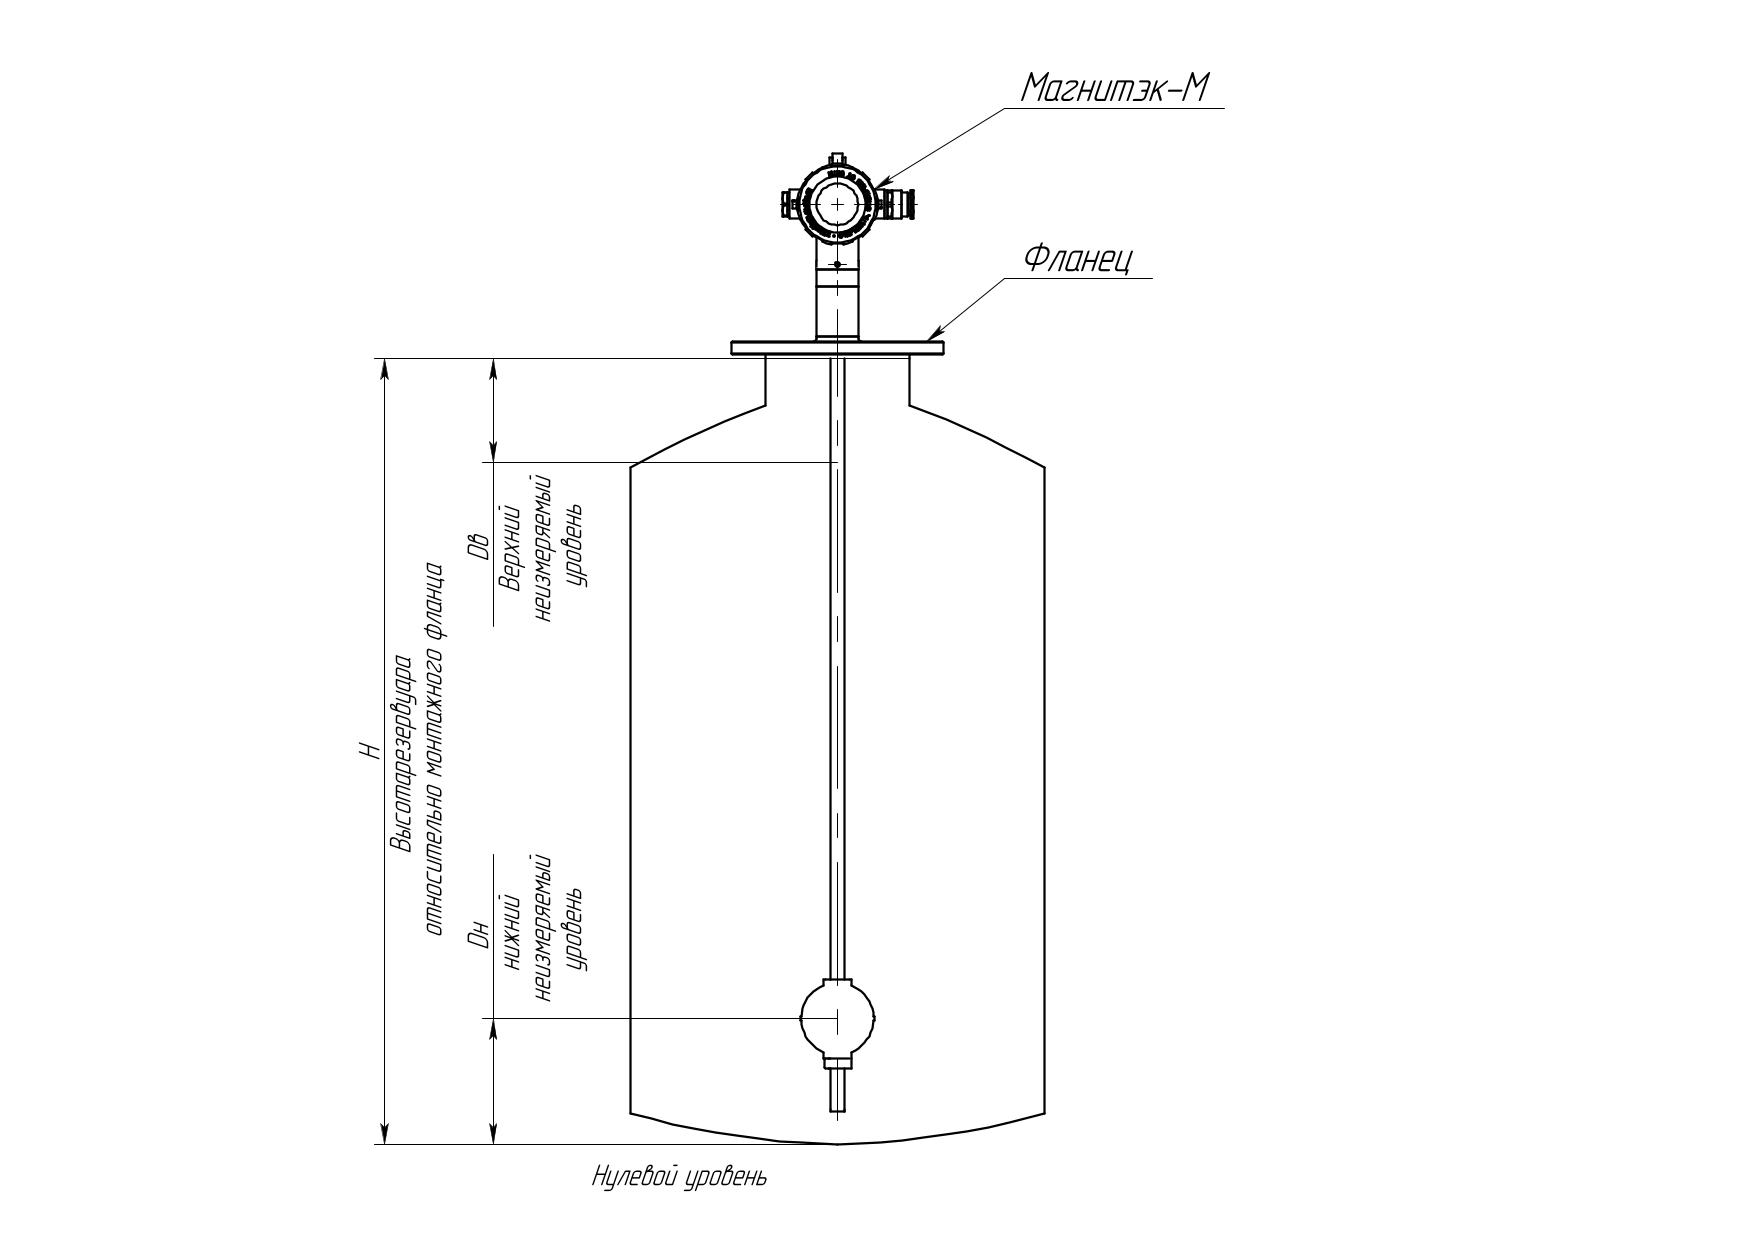 Магнитэк-М
Фланец
H
Высотарезервуара
относительно монтажного фланца
Dв
Верхний
неизмеряемый
уровень
Dн
нижний
неизмеряемый
уровень
Нулевой уровень